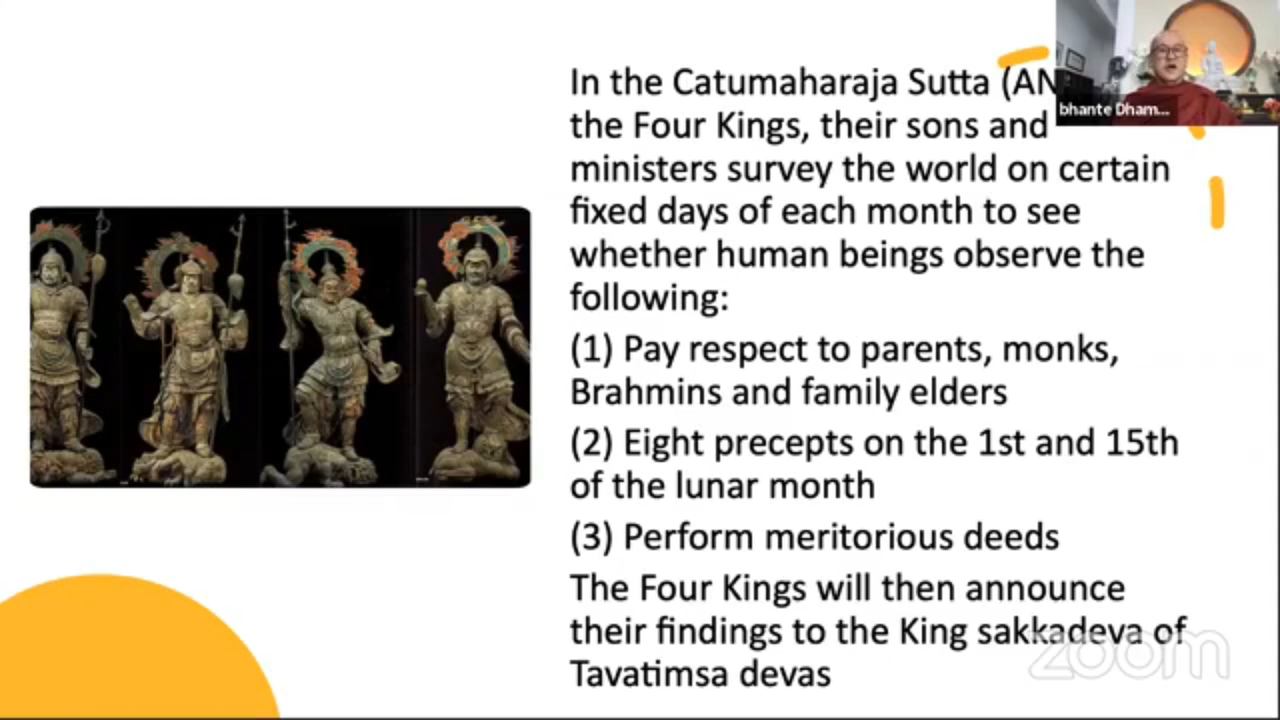 In the Catumaharaja Sutta (AN
the Four Kings, their sons and
ministers survey the world on certain
fixed days of each month to see
whether human beings observe the
following:
(1) Pay respect to parents, monks,
Brahmins and family elders
(2) Eight precepts on the 1st and 15th
of the lunar month
(3) Perform meritorious deeds
The Four Kings will then announce
their findings to the King sakkadeva of
Tavatimsa devas
bhante Dham...
zoom